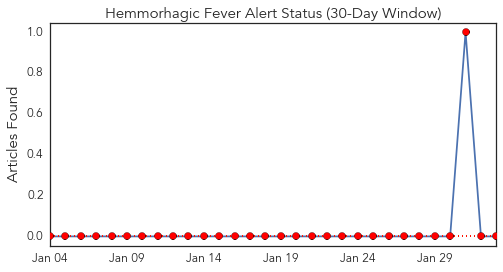 Hemmorhagic Fever Alert Status (30-Day Window)
Articles Found
1.0
0.8
0.6
0.4
0.2
0.0
Jan 04 Jan 09 Jan 14 Jan 19 Jan 24 Jan 29